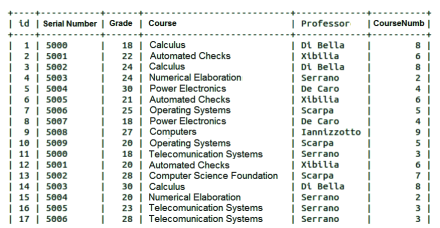 id | Serial Number | Grade | Course | Professor | CourseNumb |
1 | 5000 | 18 | Calculus | Di Bella | 8 |
2 | 5001 | 22 | Automated Checks | Xibilia | 6 |
3 | 5002 | 24 | Calculus | Di Bella | 8 |
4 | 5003 | 24 | Numerical Elaboration | Serrano | 2 |
5 | 5004 | 30 | Power Electronics | De Caro | 4 |
6 | 5005 | 21 | Automated Checks | Xibilia | 6 |
7 | 5006 | 25 | Operating Systems | Scarpa | 5 |
8 | 5007 | 18 | Power Electronics | De Caro | 4 |
9 | 5008 | 27 | Computers | Iannizzotto | 9 |
10 | 5009 | 20 | Operating Systems | Scarpa | 5 |
11 | 5000 | 18 | Telecomunication Systems | Serrano | 3 |
12 | 5001 | 20 | Automated Checks | Xibilia | 6 |
13 | 5002 | 28 | Computer Science Foundation | Scarpa | 7 |
14 | 5003 | 30 | Calculus | Di Bella | 8 |
15 | 5004 | 20 | Numerical Elaboration | Serrano | 2 |
16 | 5005 | 23 | Telecomunication Systems | Serrano | 3 |
17 | 5006 | 28 | Telecomunication Systems | Serrano | 3 |